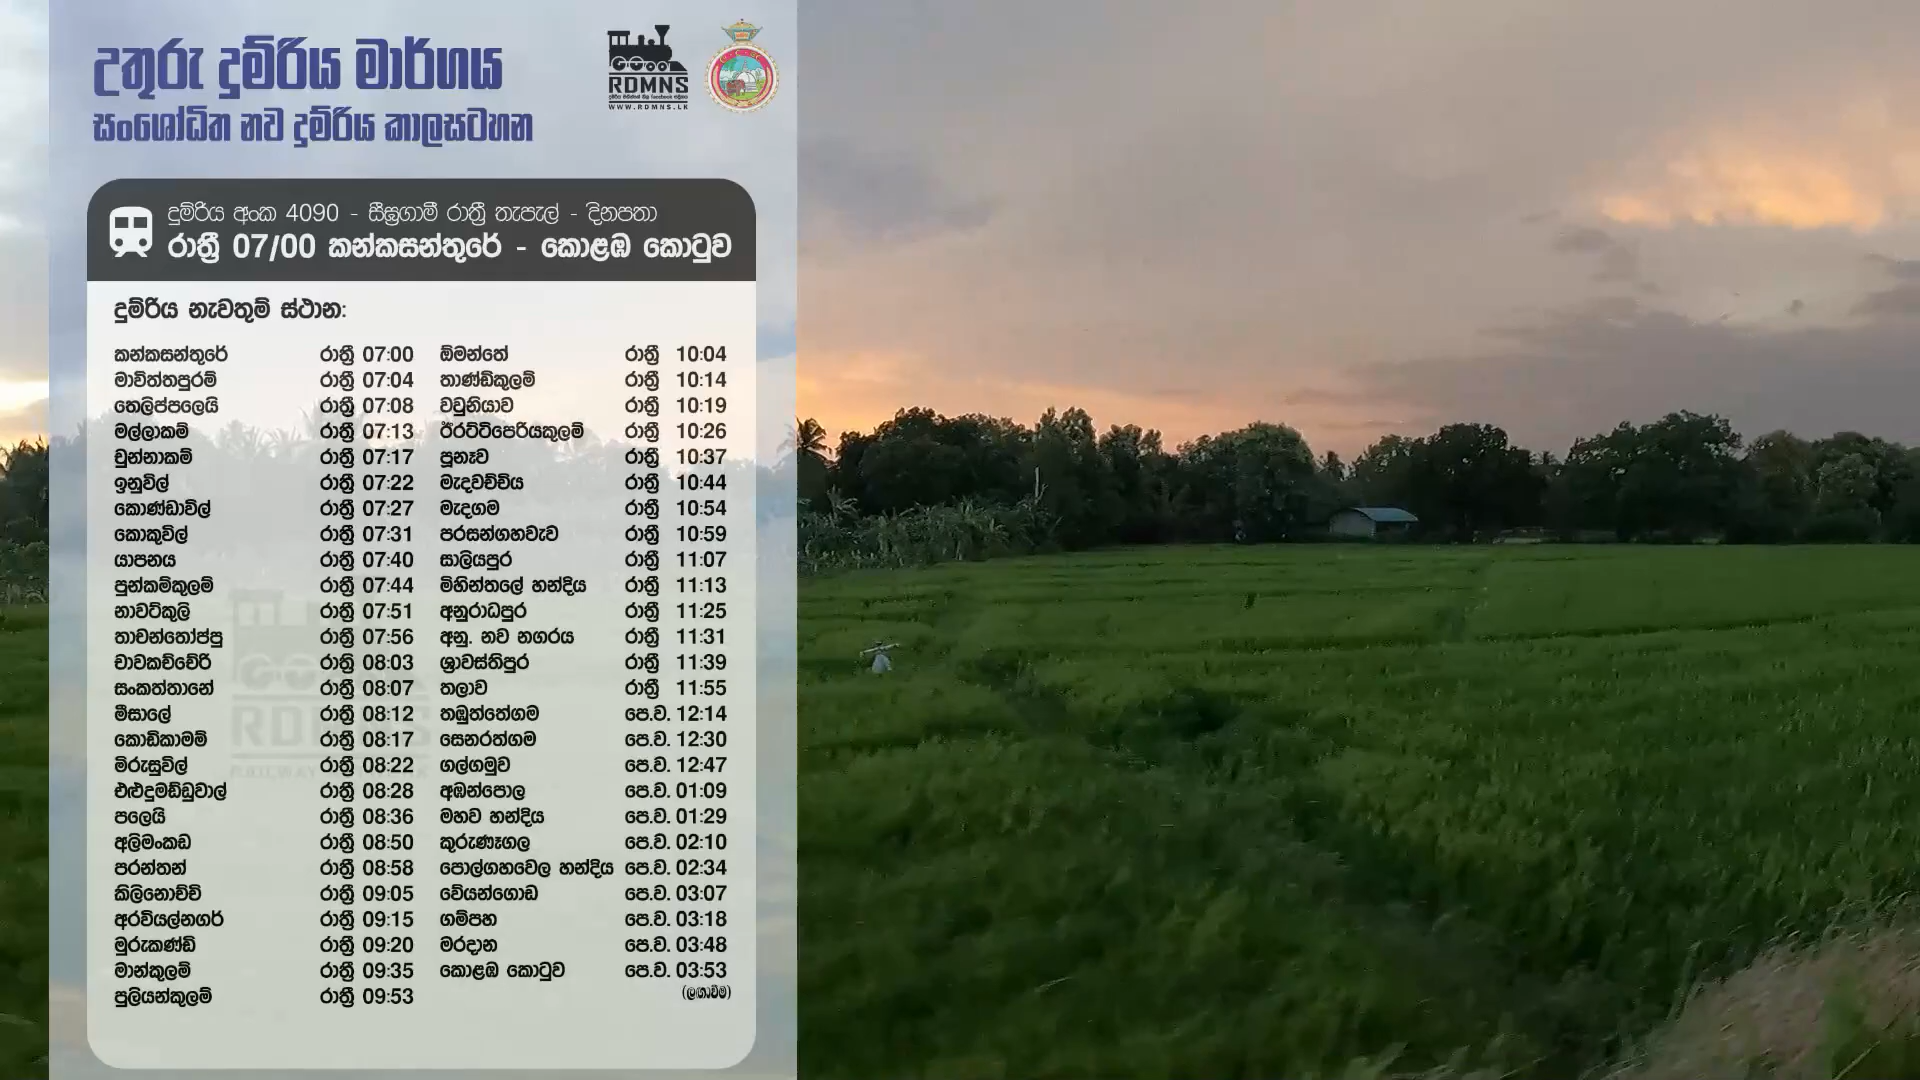 උතුරු දුම්රිය මාර්ගය
සංශෝධිත නව දුම්රිය කාලසටහන
RDMNS
WWW.RDMNS.LK
දුම්රිය අංක 4090 - සීඝ්‍රගාමී රාත්‍රී තැපැල් - දිනපතා
රාත්‍රී 07/00 කන්කසන්තුරේ - කොළඹ කොටුව
දුම්රිය නැවතුම් ස්ථාන:
කන්කසන්තුරේ රාත්‍රී 07:00
මාවිත්තපුරම් රාත්‍රී 07:04
තෙලිප්පලෙයි රාත්‍රී 07:08
මල්ලාකම් රාත්‍රී 07:13
චුන්නාකම් රාත්‍රී 07:17
ඉනුවිල් රාත්‍රී 07:22
කොණ්ඩාවිල් රාත්‍රී 07:27
කොකුවිල් රාත්‍රී 07:31
යාපනය රාත්‍රී 07:40
පුන්කම්කුලම් රාත්‍රී 07:44
නාවට්කුලි රාත්‍රී 07:51
තචන්තෝප්පු රාත්‍රී 07:56
චාවකච්චේරි රාත්‍රී 08:03
සංකත්තානේ රාත්‍රී 08:07
මීසාලේ රාත්‍රී 08:12
කොඩිකාමම් රාත්‍රී 08:17
මිරුසුවිල් රාත්‍රී 08:22
එළුදුමඩ්ඩුවාල් රාත්‍රී 08:28
පලෙයි රාත්‍රී 08:36
අලිමංකඩ රාත්‍රී 08:50
පරන්තන් රාත්‍රී 08:58
කිලිනොච්චි රාත්‍රී 09:05
අරවියල්නගර් රාත්‍රී 09:15
මුරුකණ්ඩි රාත්‍රී 09:20
මාන්කුලම් රාත්‍රී 09:35
පුලියන්කුලම් රාත්‍රී 09:53
ඕමන්තේ රාත්‍රී 10:04
තාණ්ඩිකුලම් රාත්‍රී 10:14
වවුනියාව රාත්‍රී 10:19
ඊරට්ටිපෙරියකුලම් රාත්‍රී 10:26
පූනෑව රාත්‍රී 10:37
මැදවච්චිය රාත්‍රී 10:44
මැදගම රාත්‍රී 10:54
පරසන්ගහවැව රාත්‍රී 10:59
සාලියපුර රාත්‍රී 11:07
මිහින්තලේ හන්දිය රාත්‍රී 11:13
අනුරාධපුර රාත්‍රී 11:25
අනු. නව නගරය රාත්‍රී 11:31
ශ්‍රාවස්තිපුර රාත්‍රී 11:39
තලාව රාත්‍රී 11:55
තඹුත්තේගම පෙ.ව. 12:14
සෙනරත්ගම පෙ.ව. 12:30
ගල්ගමුව පෙ.ව. 12:47
අඹන්පොල පෙ.ව. 01:09
මහව හන්දිය පෙ.ව. 01:29
කුරුණෑගල පෙ.ව. 02:10
පොල්ගහවෙල හන්දිය පෙ.ව. 02:34
වේයන්ගොඩ පෙ.ව. 03:07
ගම්පහ පෙ.ව. 03:18
මරදාන පෙ.ව. 03:48
කොළඹ කොටුව පෙ.ව. 03:53
(ලඟාවීම)
RDMNS